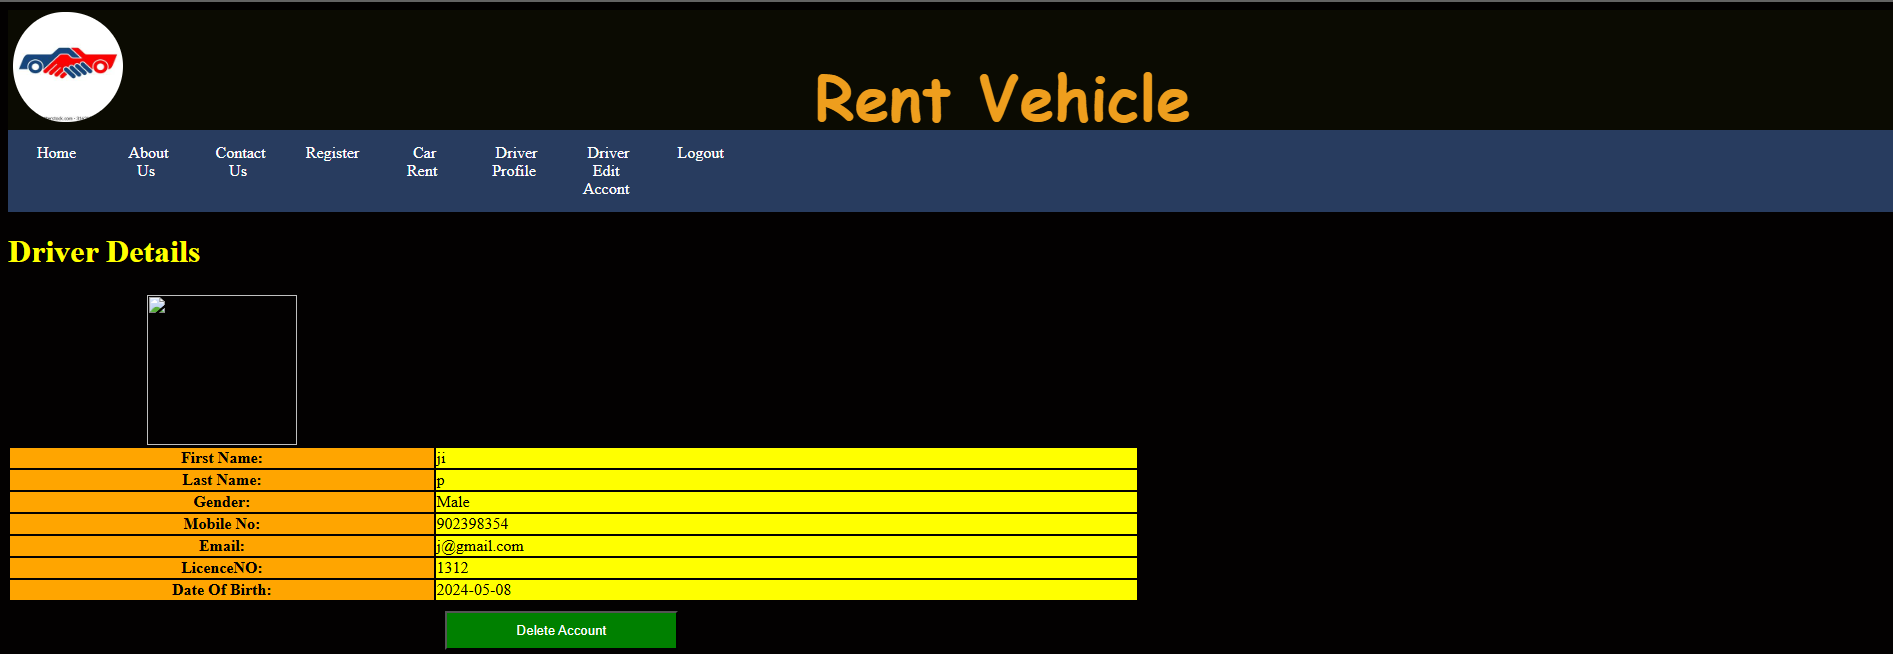 Rent Vehicle
Home
About
Us
Contact
Us
Register
Car
Rent
Driver
Profile
Driver
Edit
Accont
Logout
Driver Details
First Name: ji
Last Name: p
Gender: Male
Mobile No: 902398354
Email: j@gmail.com
LicenceNO: 1312
Date Of Birth: 2024-05-08
Delete Account